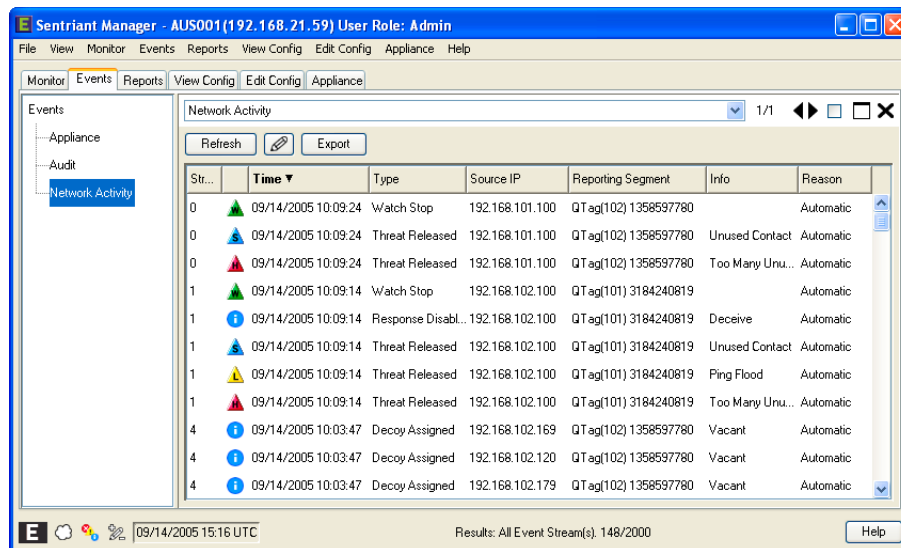 E Sentriant Manager - AUS001(192.168.21.59) User Role: Admin
File View Monitor Events Reports View Config Edit Config Appliance Help
Monitor Events Reports View Config Edit Config Appliance
Events
Appliance
Audit
Network Activity
Network Activity 1/1
Refresh Export
Str... Time Type Source IP Reporting Segment Info Reason
0 W 09/14/2005 10:09:24 Watch Stop 192.168.101.100 QTag(102) 1358597780 Automatic
0 S 09/14/2005 10:09:24 Threat Released 192.168.101.100 QTag(102) 1358597780 Unused Contact Automatic
0 H 09/14/2005 10:09:24 Threat Released 192.168.101.100 QTag(102) 1358597780 Too Many Unu... Automatic
1 W 09/14/2005 10:09:14 Watch Stop 192.168.102.100 QTag(101) 3184240819 Automatic
1 i 09/14/2005 10:09:14 Response Disabl... 192.168.102.100 QTag(101) 3184240819 Deceive Automatic
1 S 09/14/2005 10:09:14 Threat Released 192.168.102.100 QTag(101) 3184240819 Unused Contact Automatic
1 L 09/14/2005 10:09:14 Threat Released 192.168.102.100 QTag(101) 3184240819 Ping Flood Automatic
1 H 09/14/2005 10:09:14 Threat Released 192.168.102.100 QTag(101) 3184240819 Too Many Unu... Automatic
4 i 09/14/2005 10:03:47 Decoy Assigned 192.168.102.169 QTag(102) 1358597780 Vacant Automatic
4 i 09/14/2005 10:03:47 Decoy Assigned 192.168.102.120 QTag(102) 1358597780 Vacant Automatic
4 i 09/14/2005 10:03:47 Decoy Assigned 192.168.102.179 QTag(102) 1358597780 Vacant Automatic
E 09/14/2005 15:16 UTC Results: All Event Stream(s). 148/2000 Help